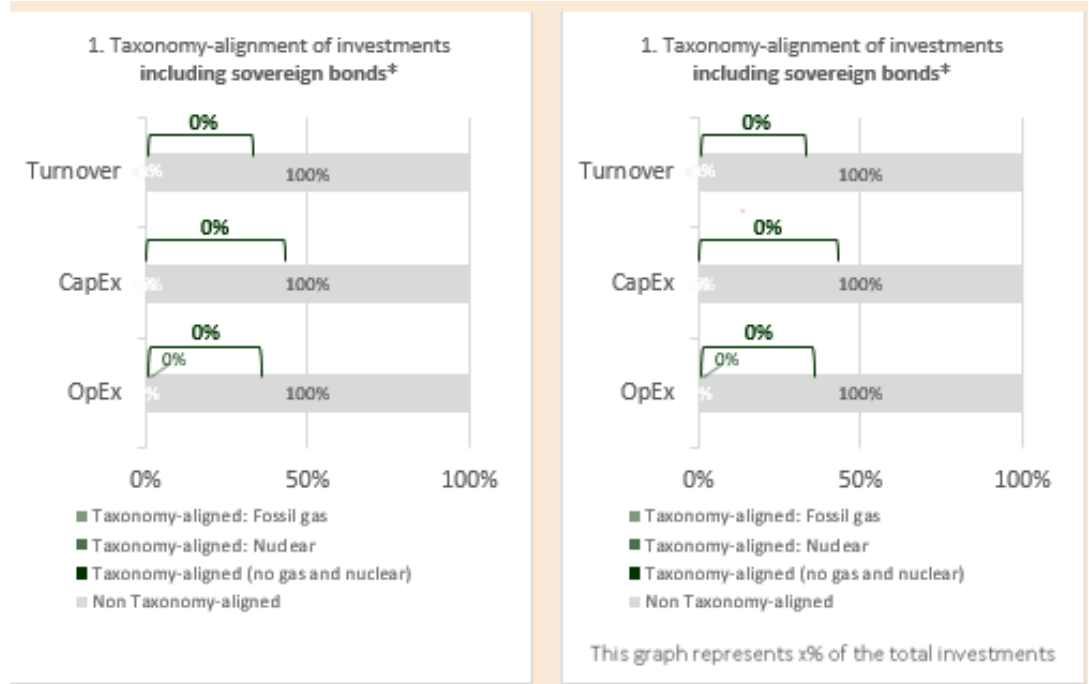 1. Taxonomy-alignment of investments
including sovereign bonds*
0%
Turnover
100%
0%
CapEx
100%
0%
0%
OpEx
%
100%
0%
50%
100%
Taxonomy-aligned: Fossil gas
Taxonomy-aligned: Nuclear
Taxonomy-aligned (no gas and nuclear)
Non Taxonomy-aligned
1. Taxonomy-alignment of investments
including sovereign bonds*
0%
Turnover
100%
0%
CapEx
100%
0%
0%
OpEx
%
100%
0%
50%
100%
Taxonomy-aligned: Fossil gas
Taxonomy-aligned: Nuclear
Taxonomy-aligned (no gas and nuclear)
Non Taxonomy-aligned
This graph represents x% of the total investments